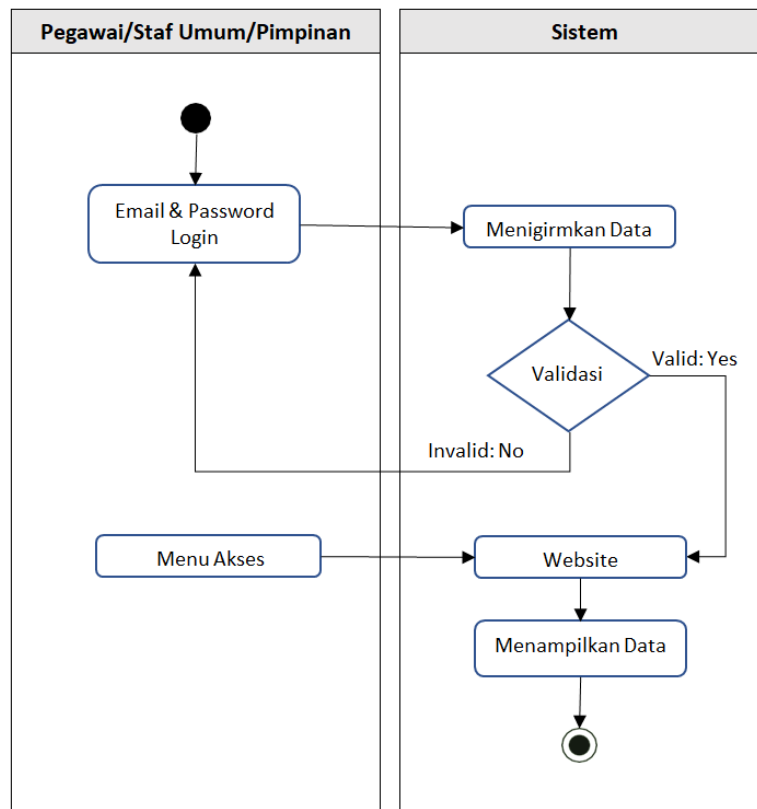 Pegawai/Staf Umum/Pimpinan
Sistem
Email & Password
Login
Menigirmkan Data
Validasi
Valid: Yes
Invalid: No
Menu Akses
Website
Menampilkan Data